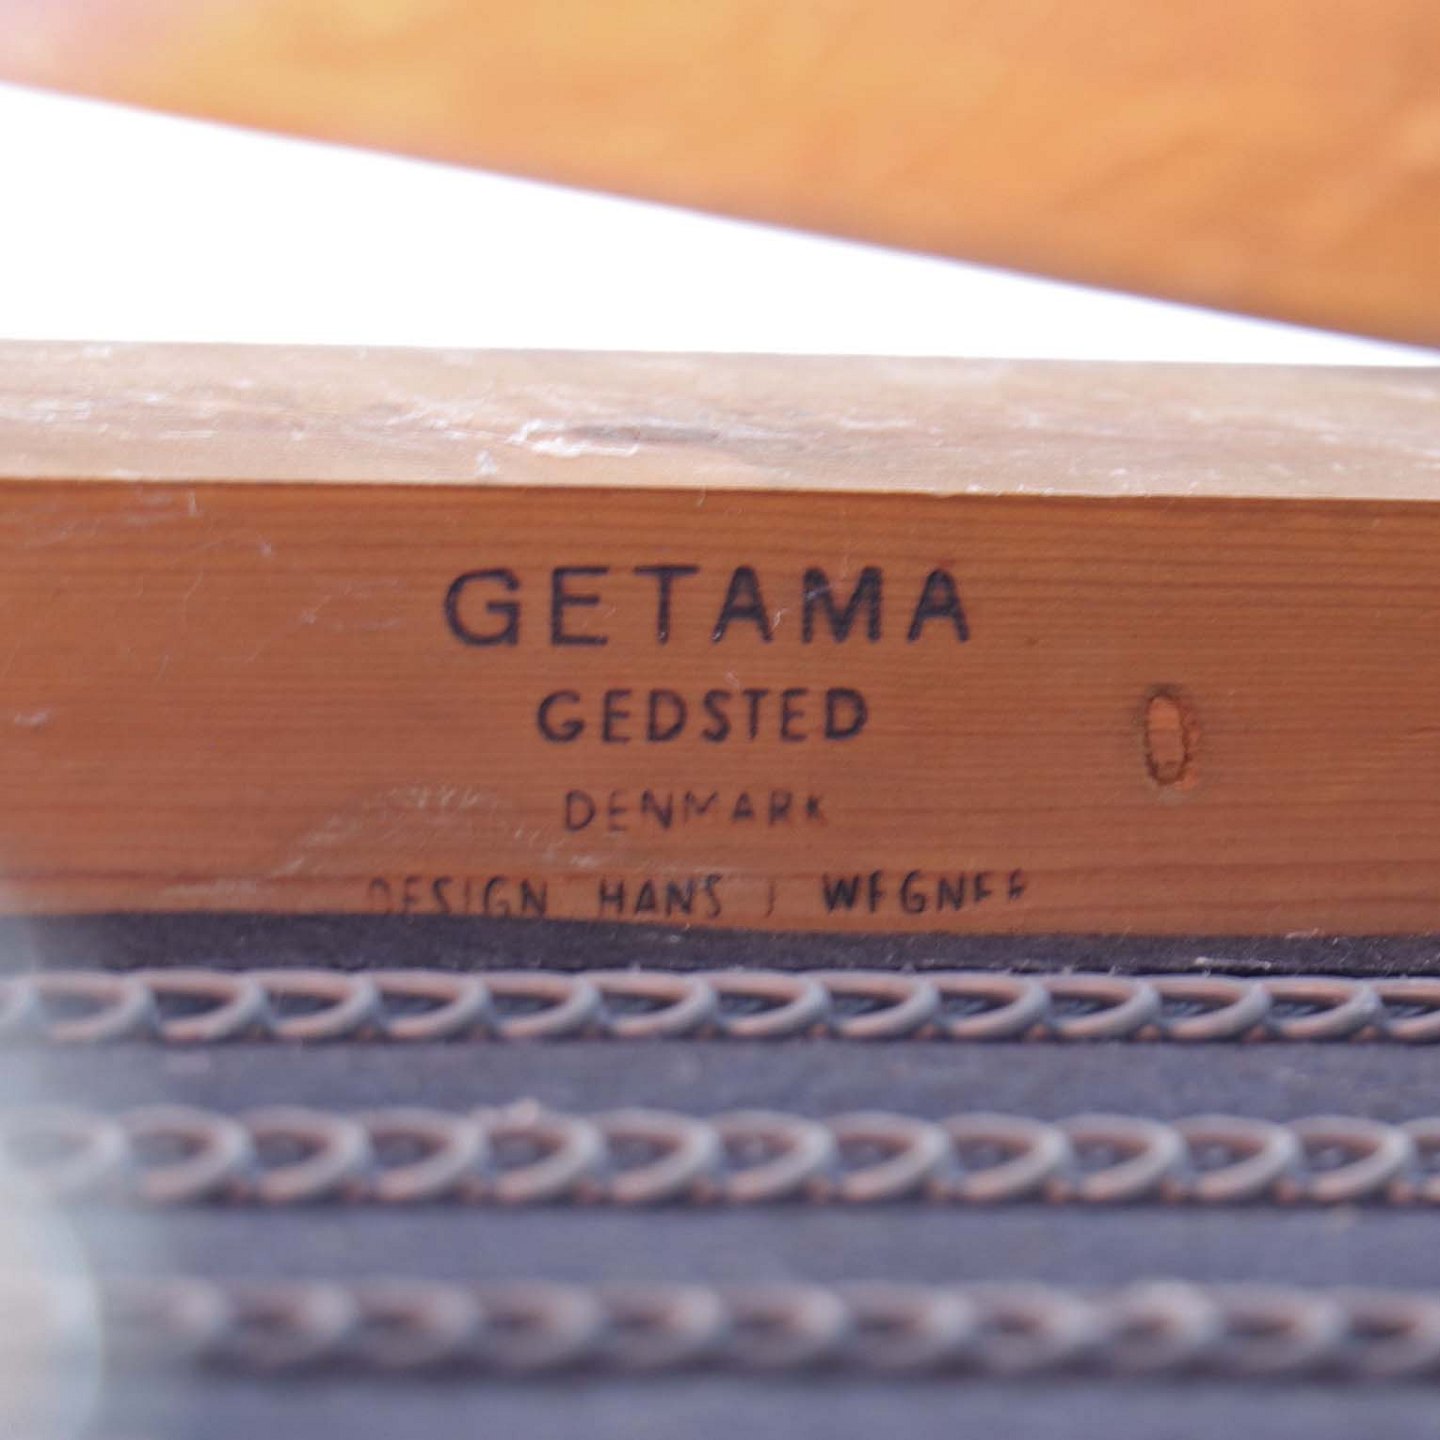 GETAMA
GEDSTED
DENMARK
DESIGN HANS J WEGNER